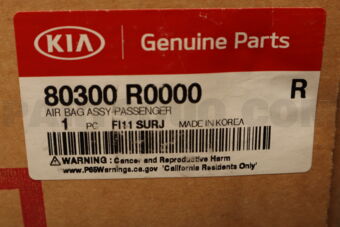 KIA Genuine Parts
80300 R0000 R
AIR BAG ASSY-PASSENGER
1 PC FI11 SURJ MADE IN KOREA
WARNING : Cancer and Reproductive Harm
www.P65Warnings.ca.gov 'California Residents Only'